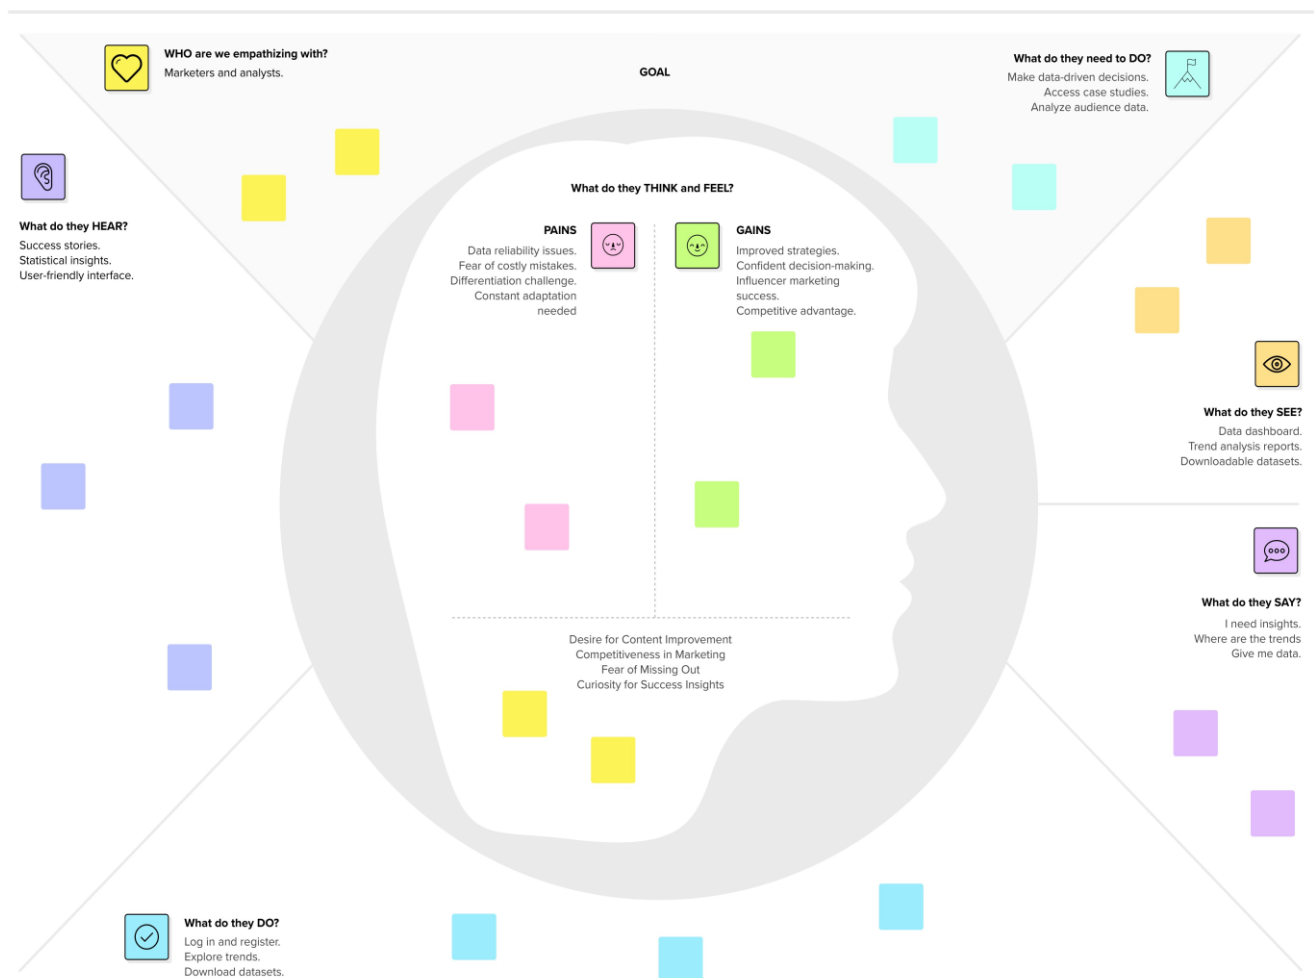 WHO are we empathizing with?
Marketers and analysts.
GOAL
What do they need to DO?
Make data-driven decisions.
Access case studies.
Analyze audience data.
What do they HEAR?
Success stories.
Statistical insights.
User-friendly interface.
What do they THINK and FEEL?
PAINS
Data reliability issues.
Fear of costly mistakes.
Differentiation challenge.
Constant adaptation
needed
GAINS
Improved strategies.
Confident decision-making.
Influencer marketing
success.
Competitive advantage.
What do they SEE?
Data dashboard.
Trend analysis reports.
Downloadable datasets.
What do they SAY?
I need insights.
Where are the trends
Give me data.
Desire for Content Improvement
Competitiveness in Marketing
Fear of Missing Out
Curiosity for Success Insights
What do they DO?
Log in and register.
Explore trends.
Download datasets.